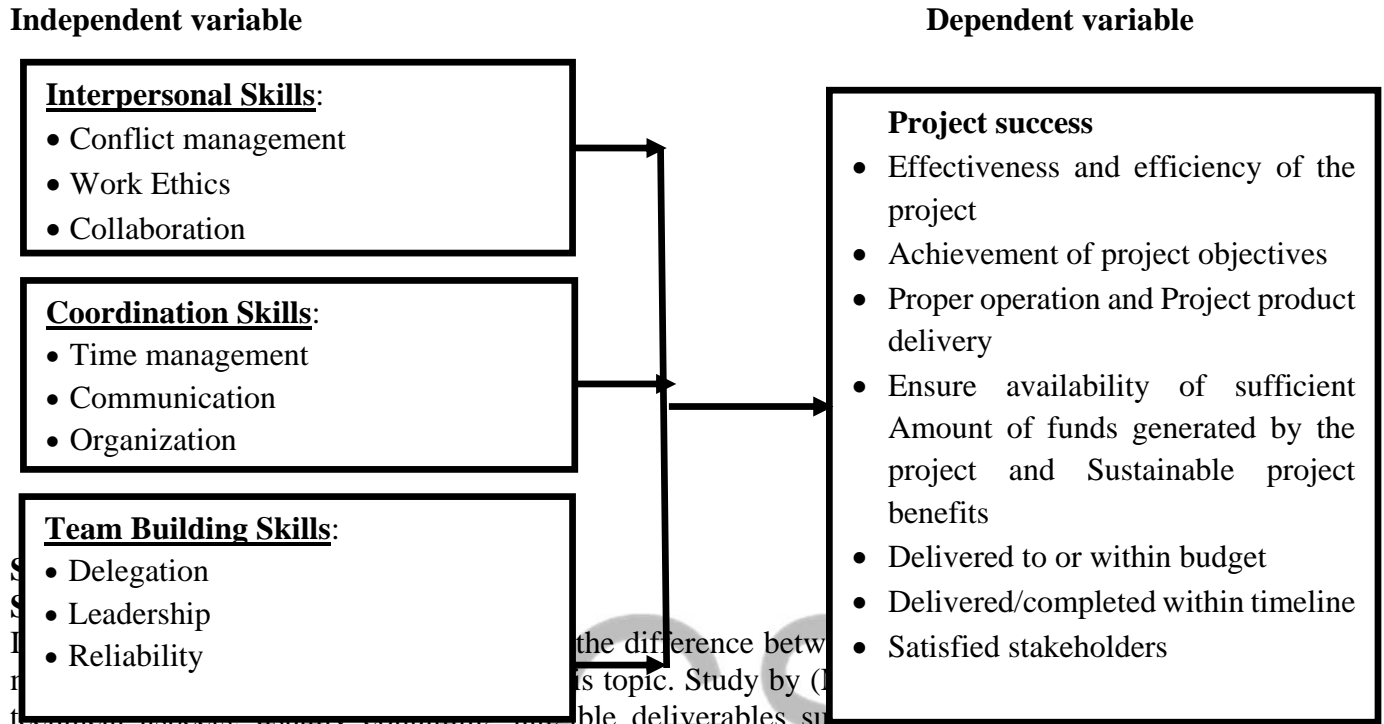 Independent variable
Dependent variable
Interpersonal Skills:
• Conflict management
• Work Ethics
• Collaboration
Coordination Skills:
• Time management
• Communication
• Organization
Team Building Skills:
• Delegation
• Leadership
• Reliability
Project success
• Effectiveness and efficiency of the
project
• Achievement of project objectives
• Proper operation and Project product
delivery
• Ensure availability of sufficient
Amount of funds generated by the
project and Sustainable project
benefits
• Delivered to or within budget
• Delivered/completed within timeline
• Satisfied stakeholders
the difference
topic. Study by
deliverables